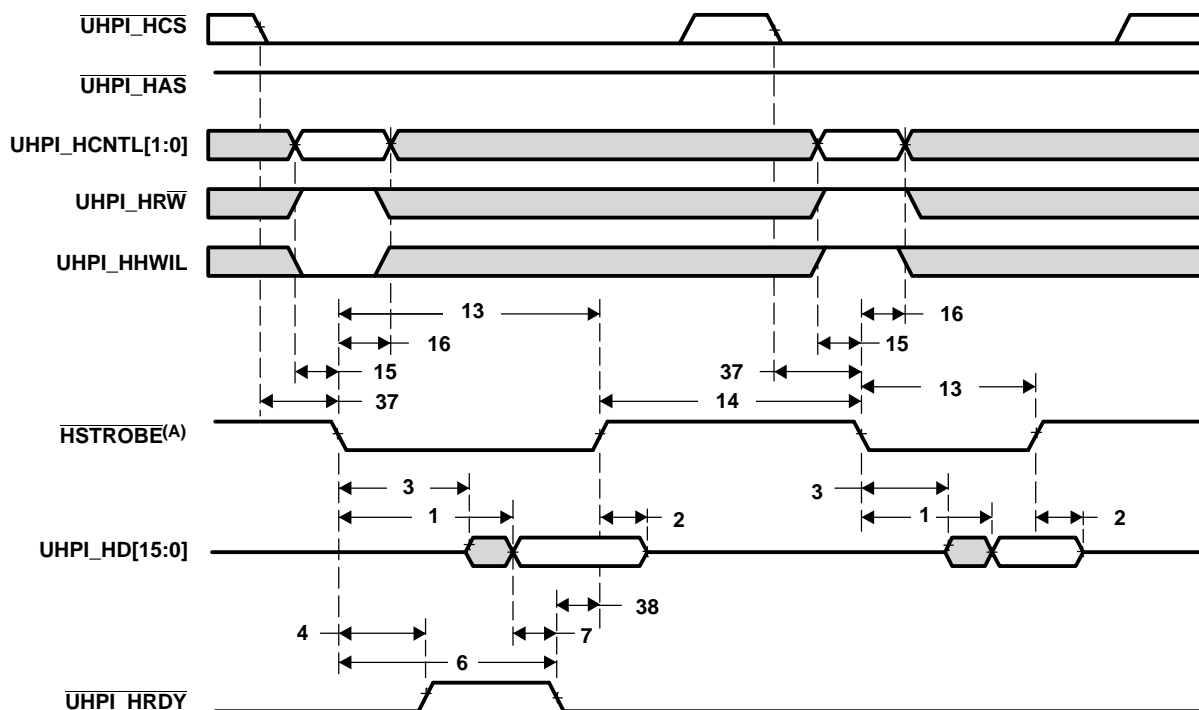 UHPI_HCS
UHPI_HAS
UHPI_HCNTL[1:0]
UHPI_HRW
UHPI_HHWIL
13
16
16
15
15
37
37
13
14
HSTROBE(A)
3
3
1
1
2
2
UHPI_HD[15:0]
38
4
7
6
UHPI_HRDY